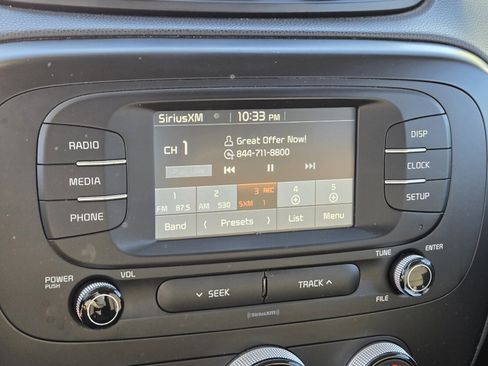 SiriusXM 10:33 PM
RADIO
MEDIA
PHONE
CH 1
Great Offer Now!
844-711-8800
1 2 3 REC 4 5
FM 87.5 AM 530 SXM 1
Band Presets List Menu
DISP
CLOCK
SETUP
POWER
PUSH
VOL
SEEK
TRACK
TUNE
ENTER
FILE
SiriusXM